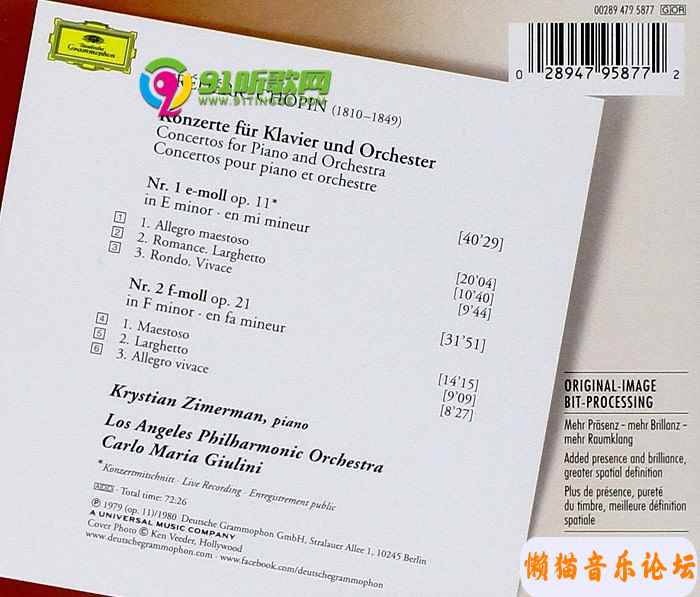 00289 479 5877 GOR
0 28947 95877 2
Deutsche
Grammophon
91听歌网
www.91tingge.com
CHOPIN (1810–1849)
Konzerte für Klavier und Orchester
Concertos for Piano and Orchestra
Concertos pour piano et orchestre
Nr. 1 e-moll op. 11* [40'29]
in E minor · en mi mineur
1 1. Allegro maestoso [20'04]
2 2. Romance. Larghetto [10'40]
3 3. Rondo. Vivace [9'44]
Nr. 2 f-moll op. 21 [31'51]
in F minor · en fa mineur
4 1. Maestoso [14'15]
5 2. Larghetto [9'09]
6 3. Allegro vivace [8'27]
Krystian Zimerman, piano
Los Angeles Philharmonic Orchestra
Carlo Maria Giulini
*Konzertmitschnitt · Live Recording · Enregistrement public
ADD · Total time: 72.26
℗ 1979 (op. 11)/1980 Deutsche Grammophon GmbH, Stralauer Allee 1, 10245 Berlin
A UNIVERSAL MUSIC COMPANY
Cover Photo © Ken Veeder, Hollywood
www.deutschegrammophon.com · www.facebook.com/deutschegrammophon
ORIGINAL-IMAGE
BIT-PROCESSING
Mehr Präsenz – mehr Brillanz –
mehr Raumklang
Added presence and brilliance,
greater spatial definition
Plus de présence, pureté
du timbre, meilleure définition
spatiale
懒猫音乐论坛